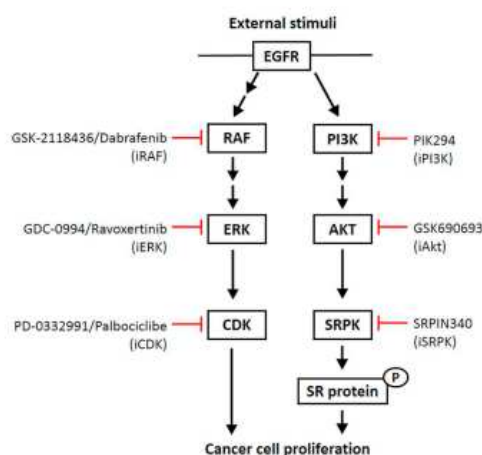 External stimuli
EGFR
GSK-2118436/Dabrafenib
(iRAF)
RAF
PI3K
PIK294
(iPI3K)
GDC-0994/Ravoxertinib
(iERK)
ERK
AKT
GSK690693
(iAkt)
PD-0332991/Palbociclibe
(iCDK)
CDK
SRPK
SRPIN340
(iSRPK)
P
SR protein
Cancer cell proliferation